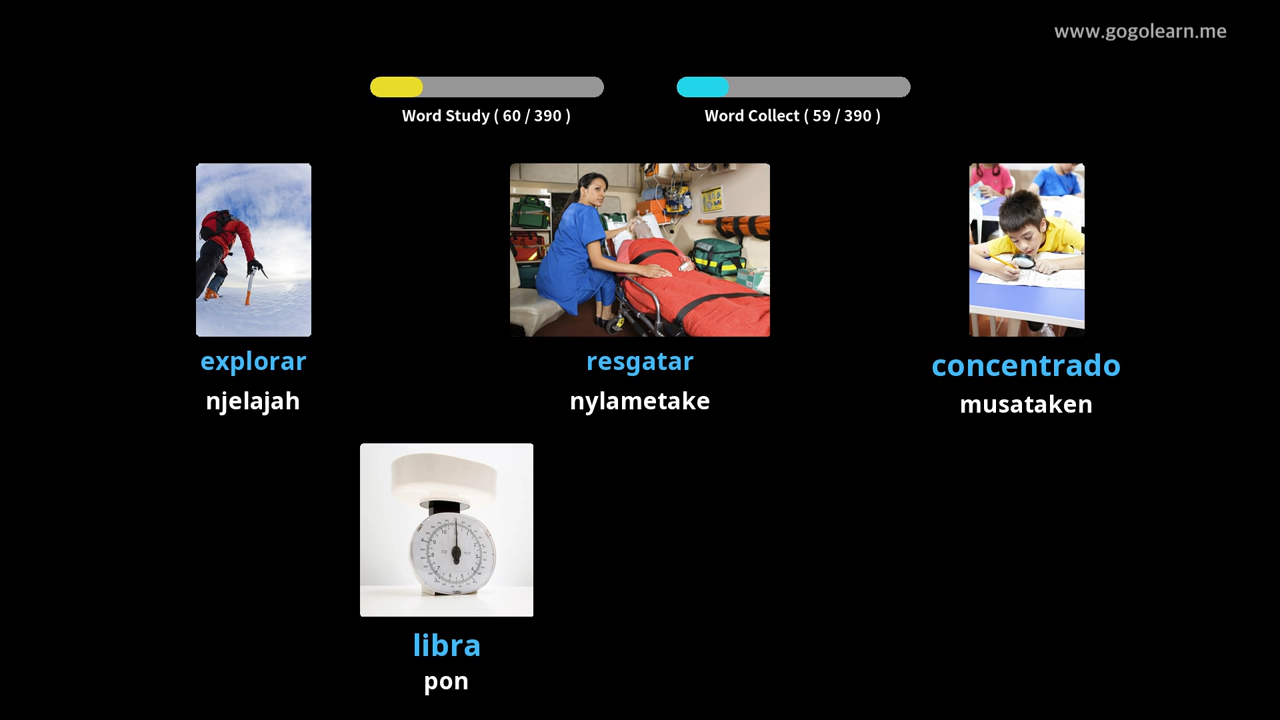 www.gogolearn.me
Word Study ( 60 / 390 )
Word Collect ( 59 / 390 )
explorar
njelajah
resgatar
nylametake
concentrado
musataken
libra
pon